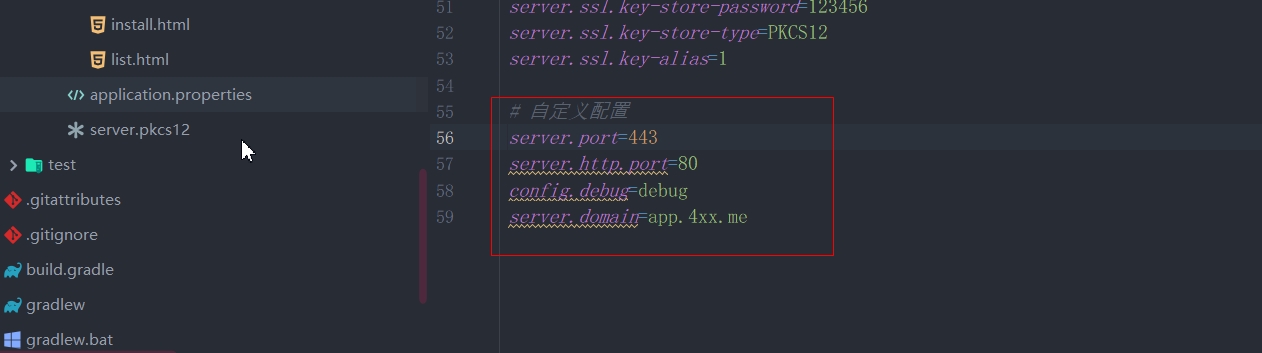 install.html
list.html
application.properties
server.pkcs12
test
.gitattributes
.gitignore
build.gradle
gradlew
gradlew.bat
51 server.ssl.key-store-password=123456
52 server.ssl.key-store-type=PKCS12
53 server.ssl.key-alias=1
54
55 # 自定义配置
56 server.port=443
57 server.http.port=80
58 config.debug=debug
59 server.domain=app.4xx.me